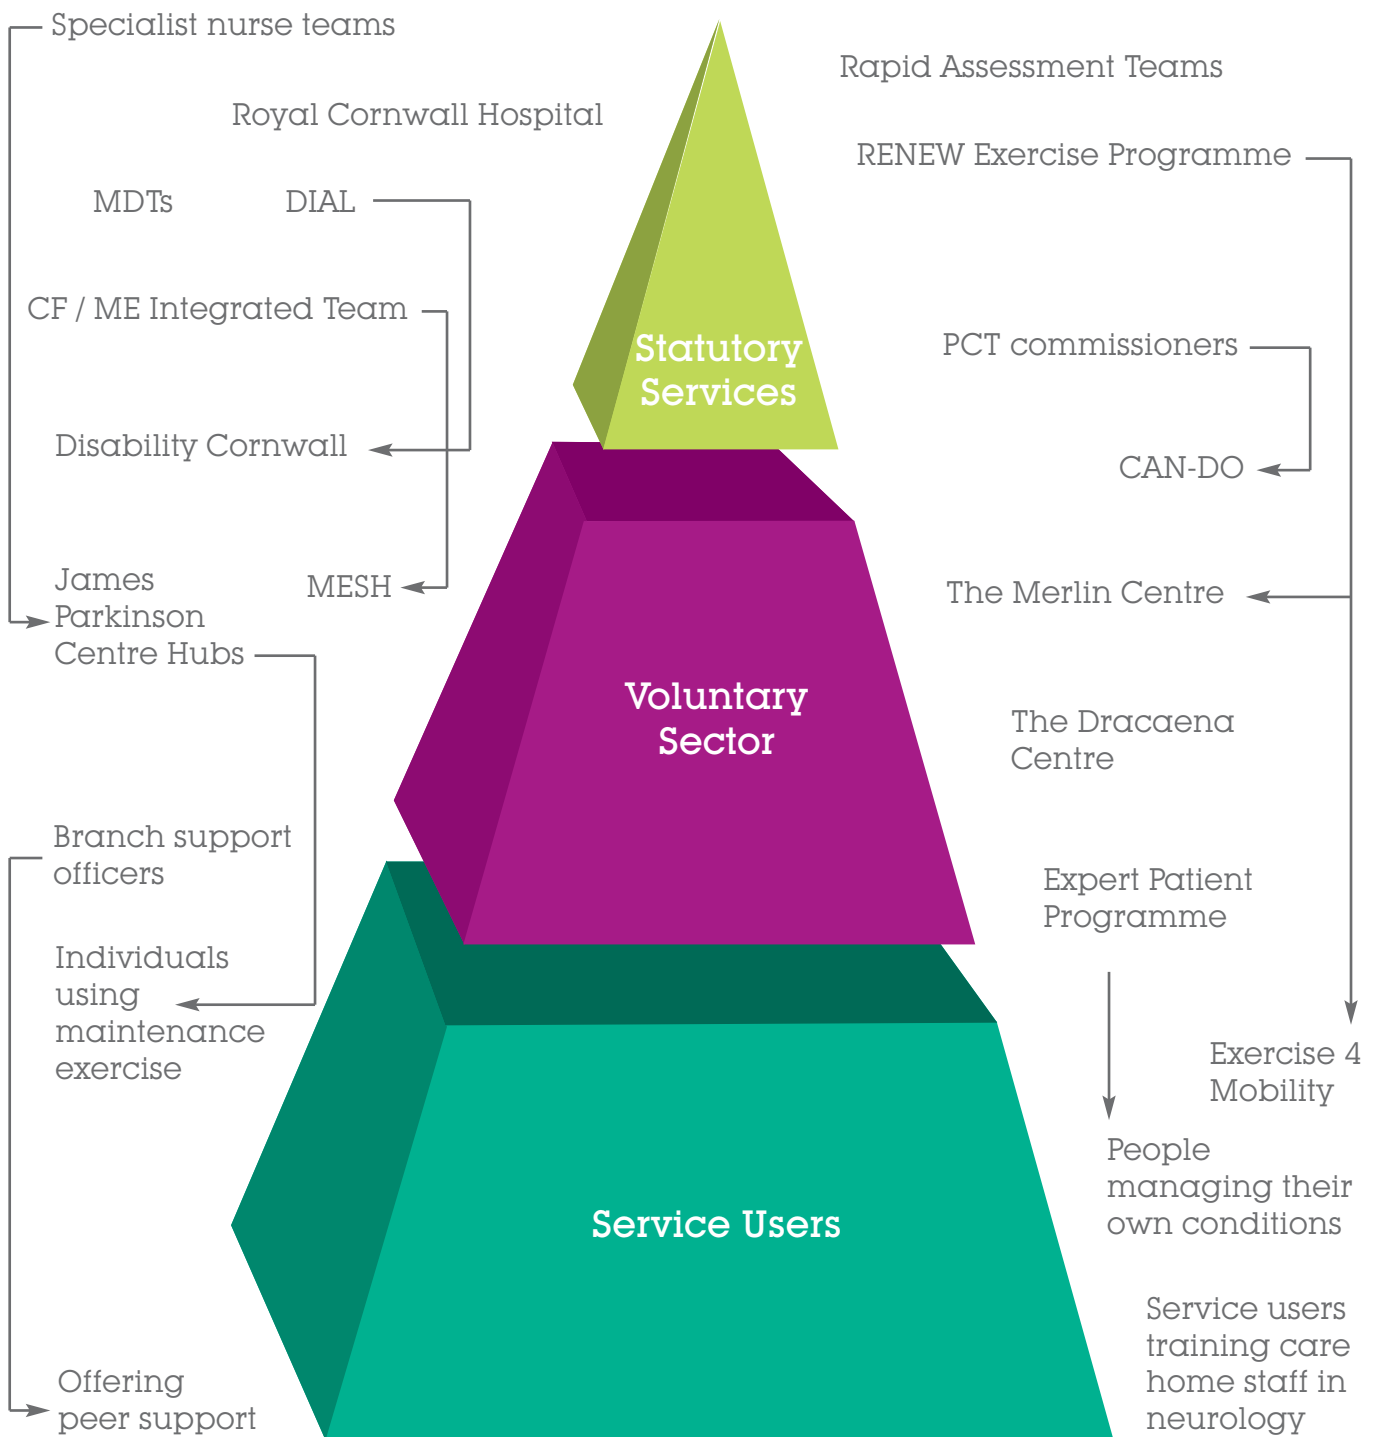 Specialist nurse teams
Rapid Assessment Teams
Royal Cornwall Hospital
RENEW Exercise Programme
MDTs
DIAL
CF / ME Integrated Team
PCT commissioners
Statutory
Services
Disability Cornwall
CAN-DO
James
Parkinson
Centre Hubs
MESH
The Merlin Centre
Voluntary
Sector
The Dracaena
Centre
Branch support
officers
Expert Patient
Programme
Individuals
using
maintenance
exercise
Exercise 4
Mobility
People
managing their
own conditions
Service Users
Service users
training care
home staff in
neurology
Offering
peer support